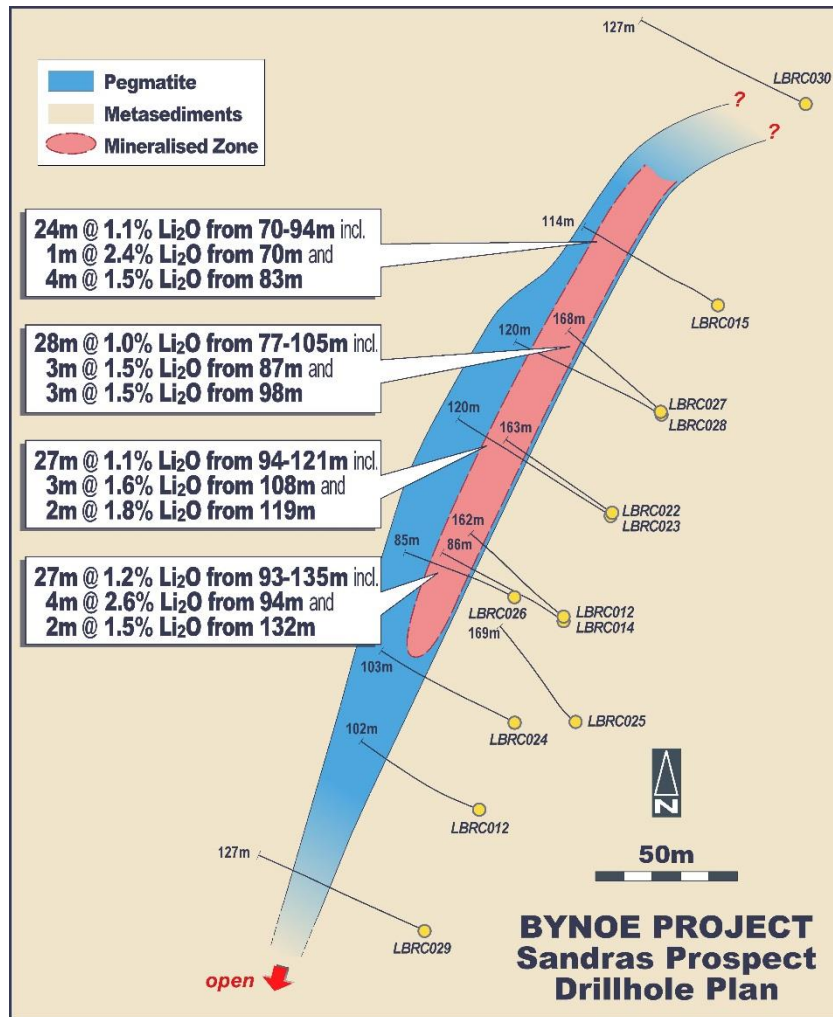 127m
LBRC030
Pegmatite
Metasediments
Mineralised Zone
?
?
24m @ 1.1% Li₂O from 70-94m incl.
1m @ 2.4% Li₂O from 70m and
4m @ 1.5% Li₂O from 83m
114m
LBRC015
28m @ 1.0% Li₂O from 77-105m incl.
3m @ 1.5% Li₂O from 87m and
3m @ 1.5% Li₂O from 98m
120m
168m
LBRC027
LBRC028
27m @ 1.1% Li₂O from 94-121m incl.
3m @ 1.6% Li₂O from 108m and
2m @ 1.8% Li₂O from 119m
120m
163m
LBRC022
LBRC023
27m @ 1.2% Li₂O from 93-135m incl.
4m @ 2.6% Li₂O from 94m and
2m @ 1.5% Li₂O from 132m
162m
85m
86m
LBRC026
LBRC012
LBRC014
169m
103m
LBRC024
LBRC025
102m
LBRC012
N
50m
127m
LBRC029
open
BYNOE PROJECT
Sandras Prospect
Drillhole Plan